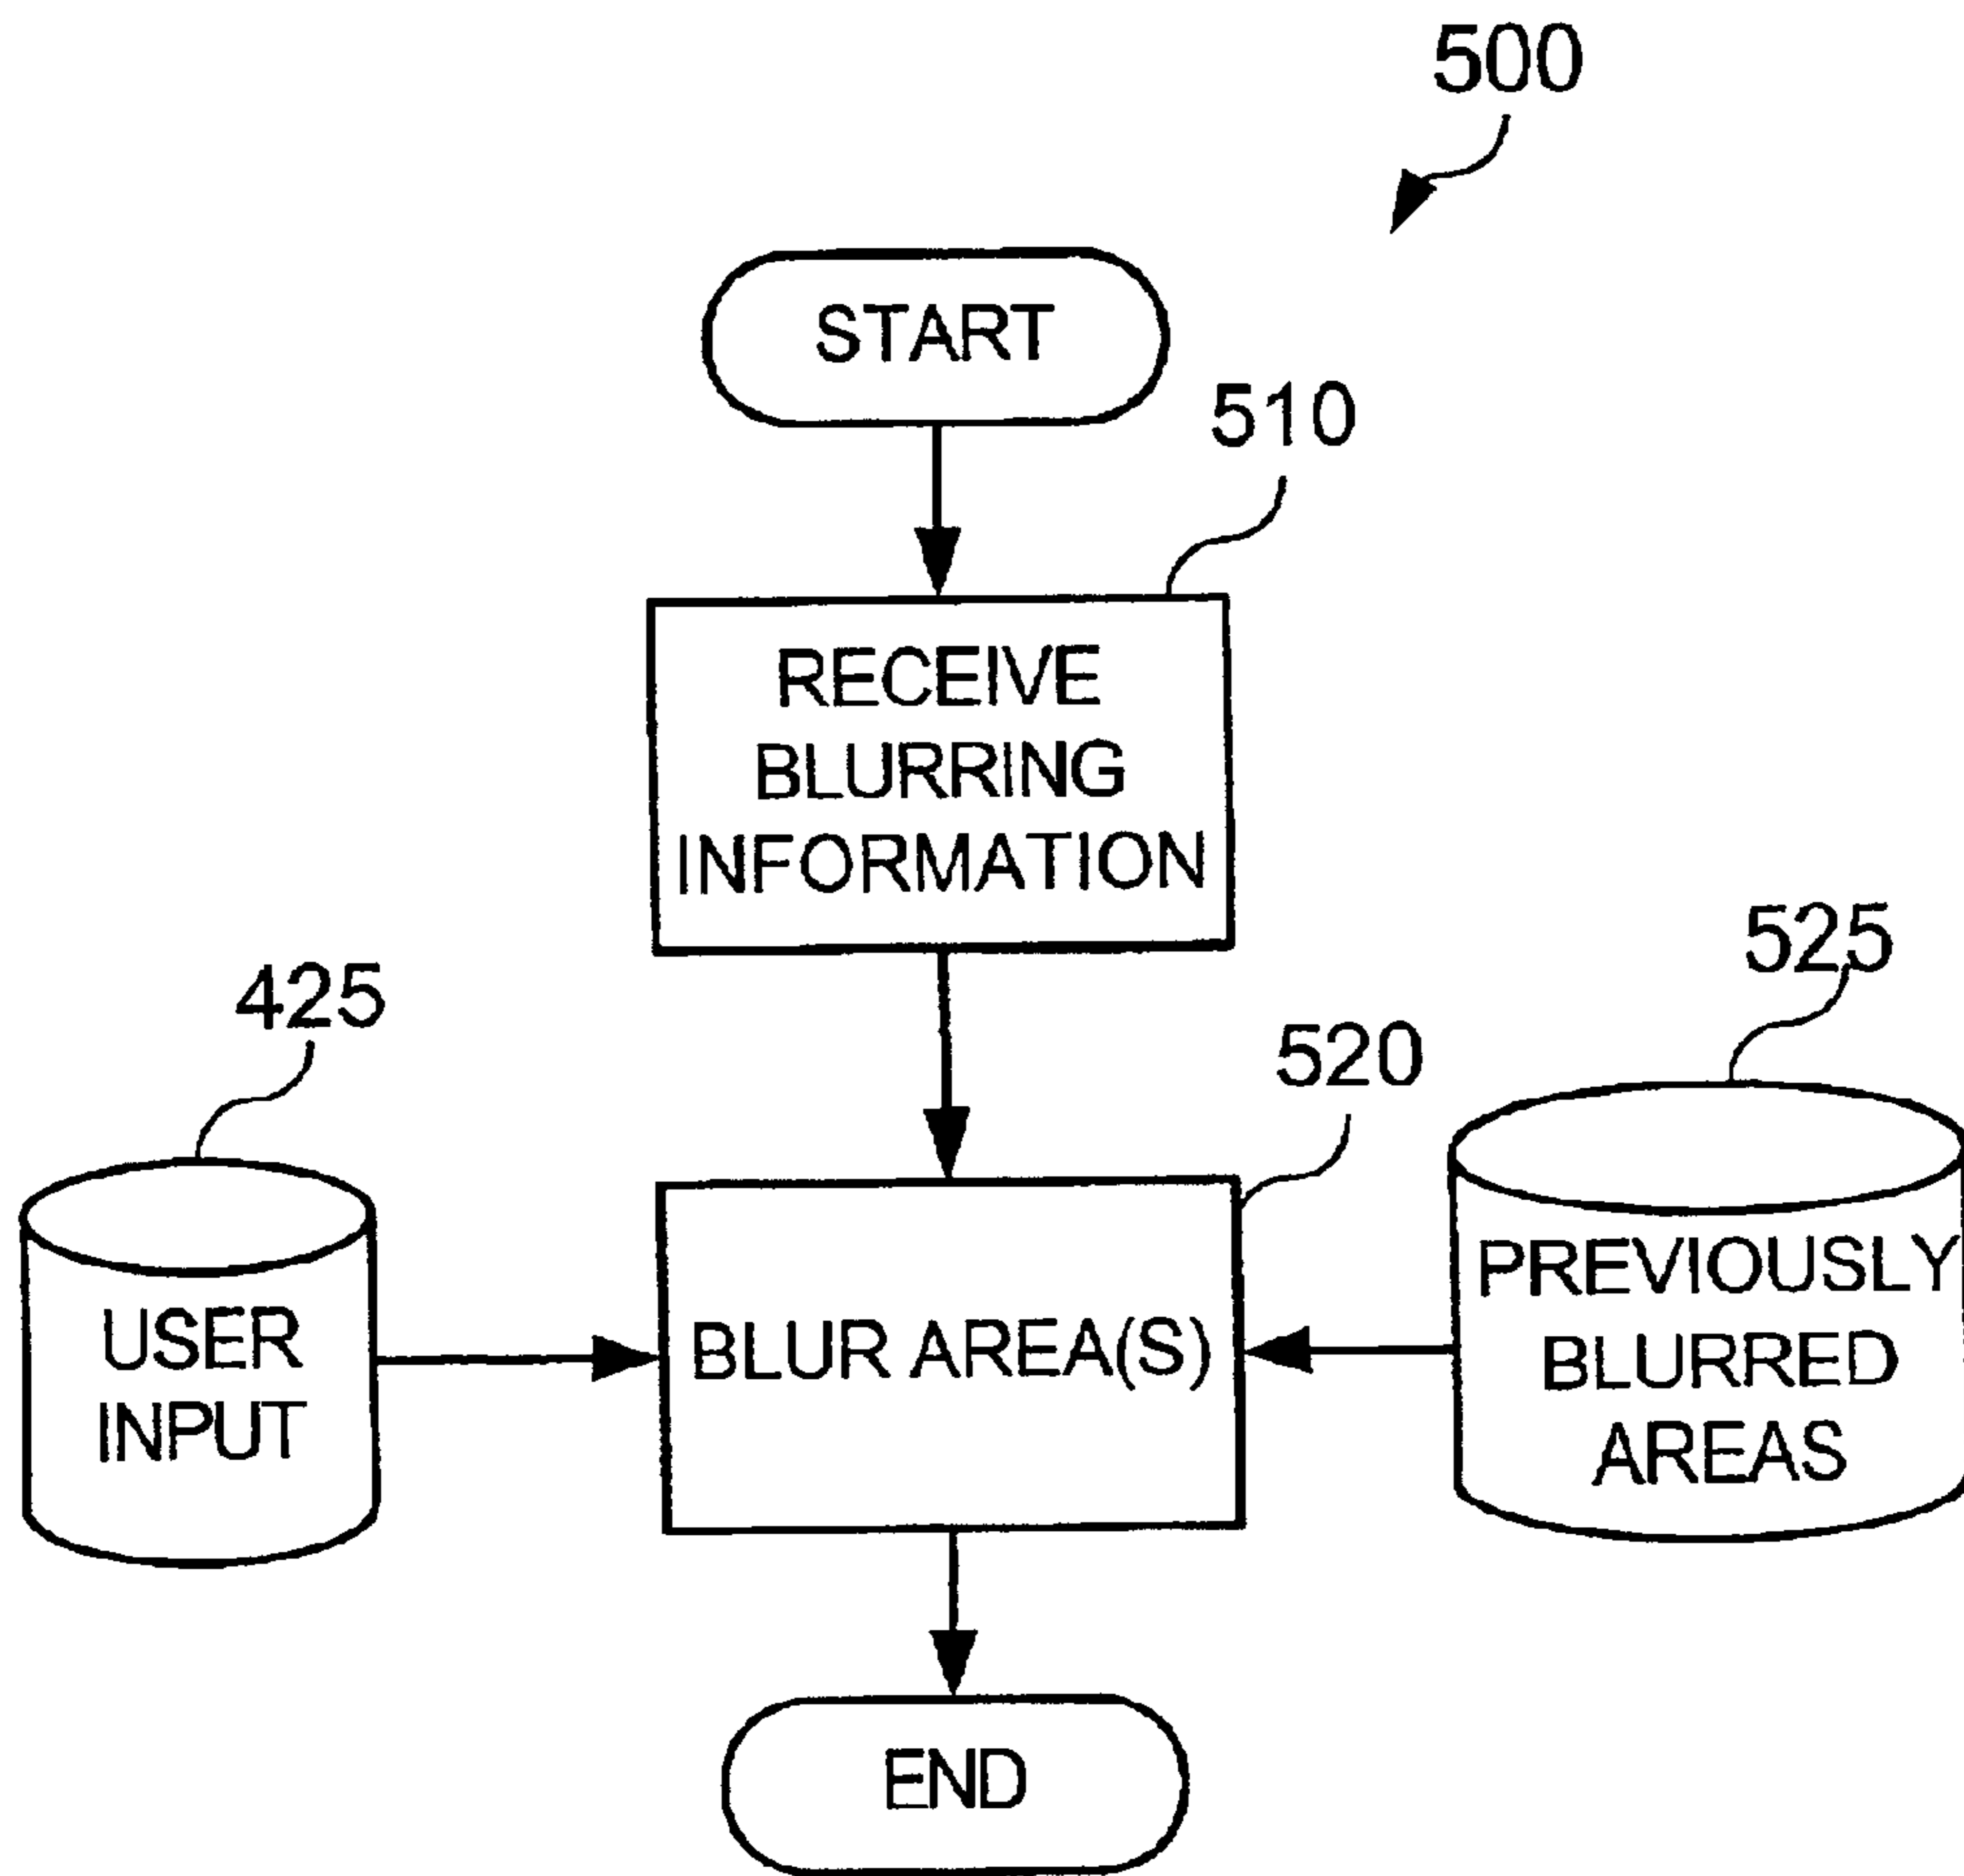 500
START
510
RECEIVE
BLURRING
INFORMATION
425
525
520
USER
INPUT
BLUR AREA(S)
PREVIOUSLY
BLURRED
AREAS
END